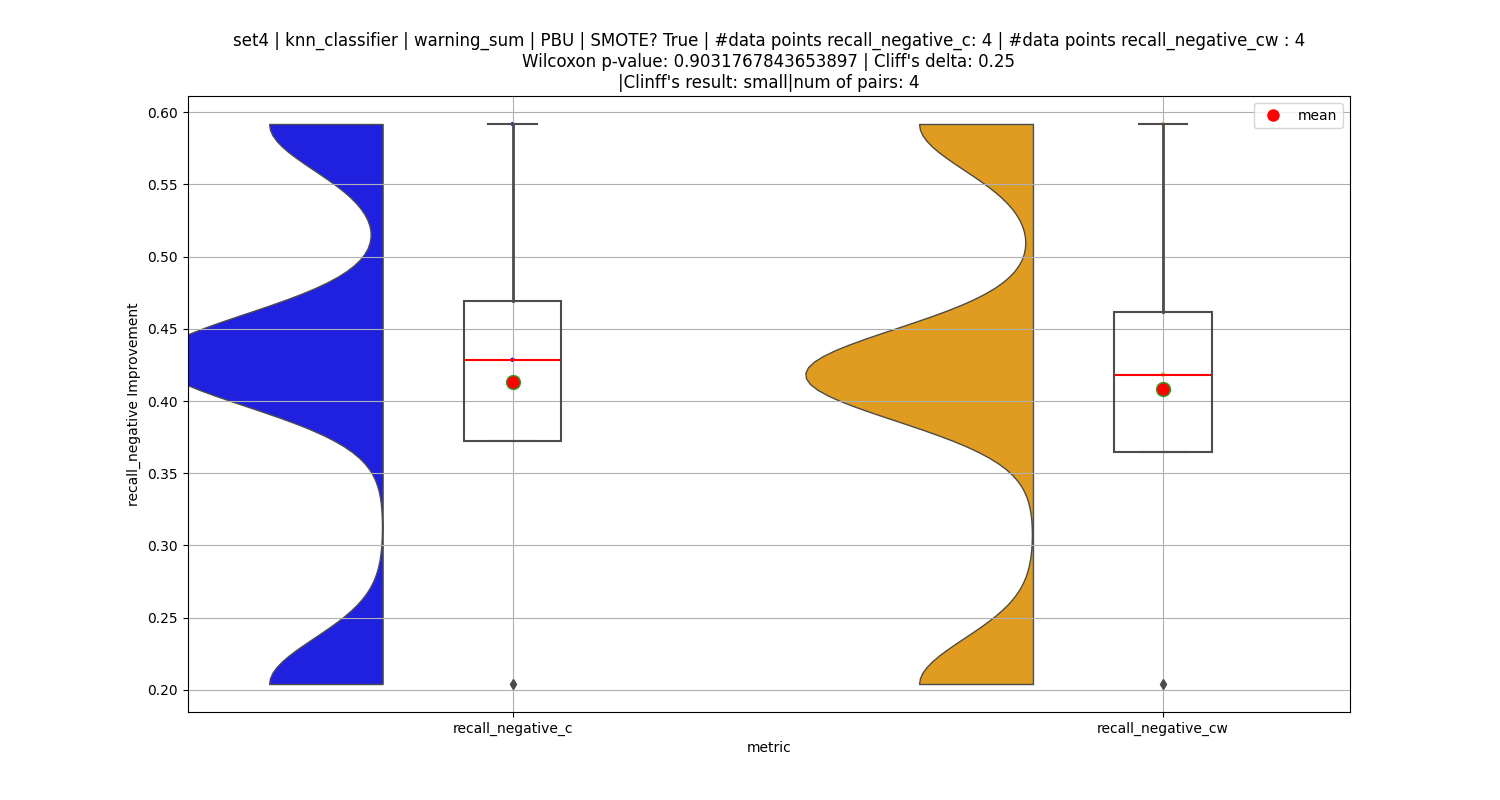 set4 | knn_classifier | warning_sum | PBU | SMOTE? True | #data points recall_negative_c: 4 | #data points recall_negative_cw : 4
Wilcoxon p-value: 0.9031767843653897 | Cliff's delta: 0.25
|Clinff's result: small|num of pairs: 4
mean
0.60
0.55
0.50
0.45
0.40
0.35
0.30
0.25
0.20
recall_negative Improvement
recall_negative_c
recall_negative_cw
metric